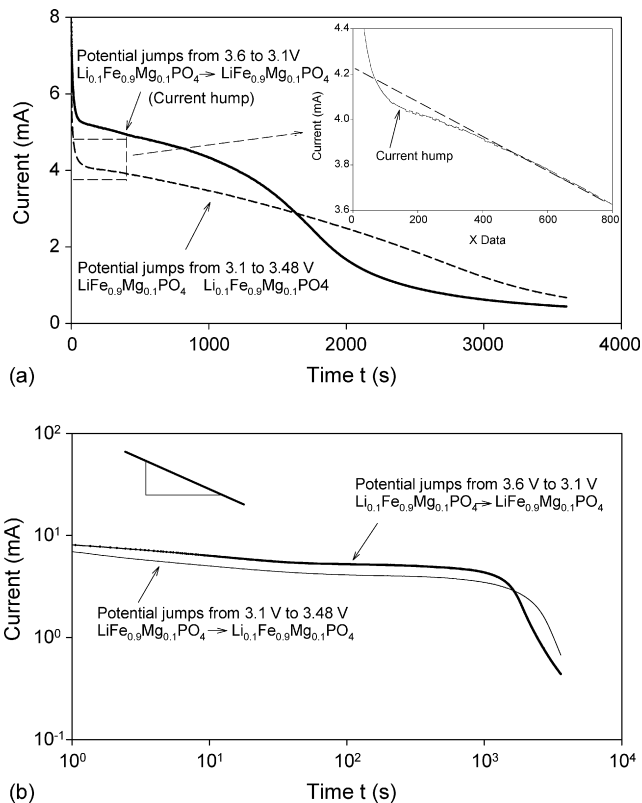 8
6
4
2
0
Current (mA)
Potential jumps from 3.6 to 3.1V
Li0.1Fe0.9Mg0.1PO4→ LiFe0.9Mg0.1PO4
(Current hump)
4.4
4.2
4.0
3.8
3.6
Current (mA)
Current hump
0 200 400 600 800
X Data
Potential jumps from 3.1 to 3.48 V
LiFe0.9Mg0.1PO4 Li0.1Fe0.9Mg0.1PO4
0 1000 2000 3000 4000
(a)
Time t (s)
10^2
10^1
10^0
10^-1
Current (mA)
Potential jumps from 3.6 V to 3.1 V
Li0.1Fe0.9Mg0.1PO4→ LiFe0.9Mg0.1PO4
Potential jumps from 3.1 V to 3.48 V
LiFe0.9Mg0.1PO4 → Li0.1Fe0.9Mg0.1PO4
10^0 10^1 10^2 10^3 10^4
(b)
Time t (s)